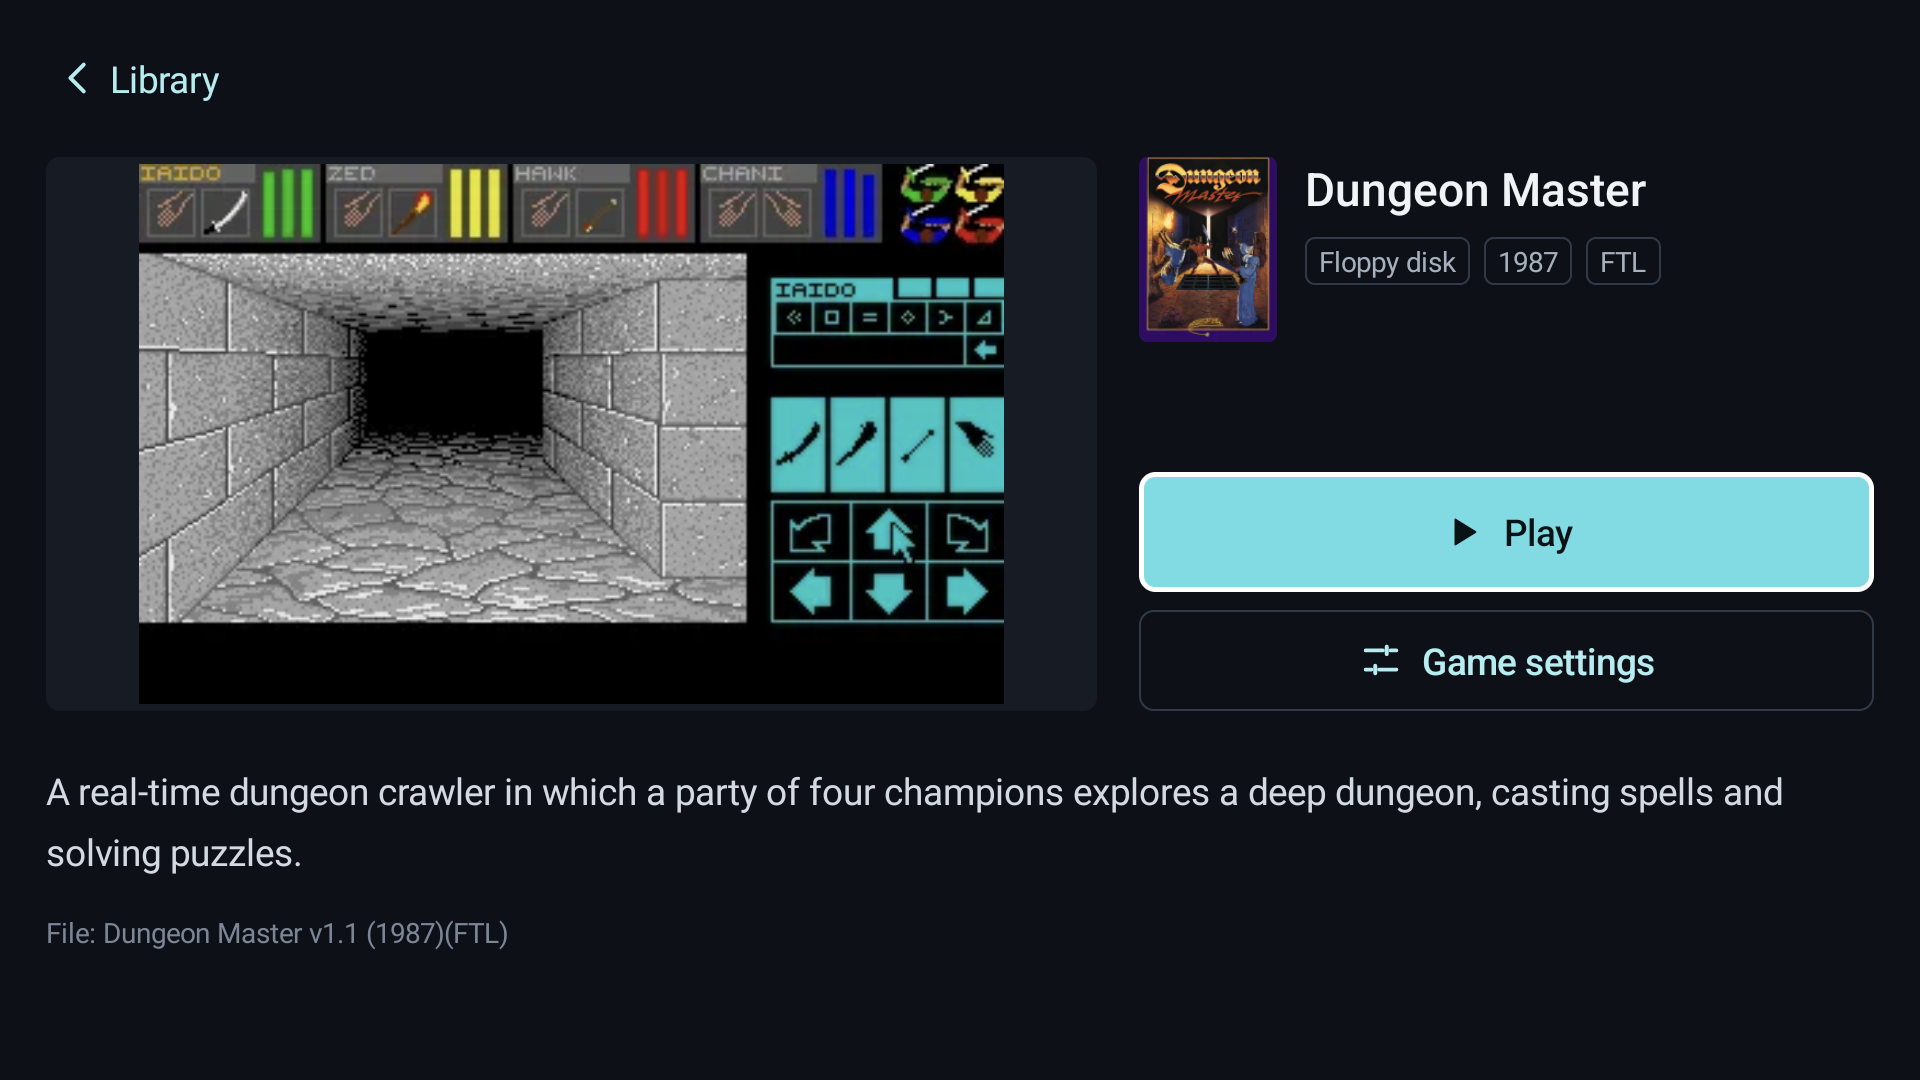 Library
IAIDO
ZED
HAWK
CHANI
IAIDO
Dungeon
Master
Dungeon Master
Floppy disk
1987
FTL
Play
Game settings
A real-time dungeon crawler in which a party of four champions explores a deep dungeon, casting spells and
solving puzzles.
File: Dungeon Master v1.1 (1987)(FTL)